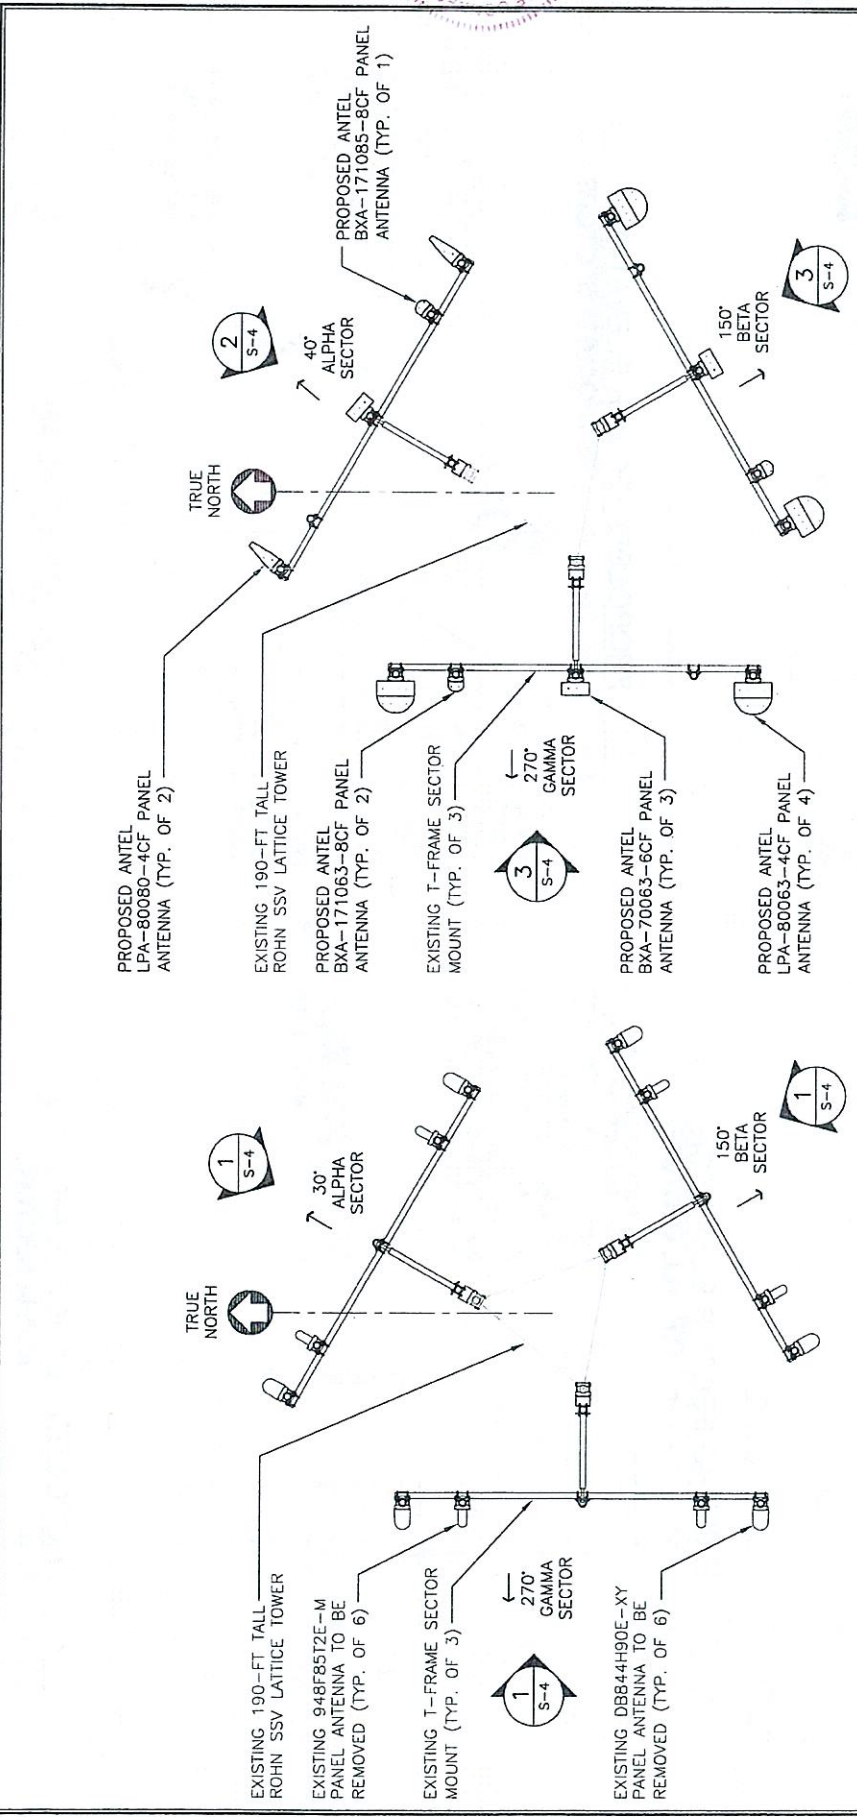 EXISTING 190-FT TALL
ROHN SSV LATTICE TOWER
EXISTING 948F85T2E-M
PANEL ANTENNA TO BE
REMOVED (TYP. OF 6)
EXISTING T-FRAME SECTOR
MOUNT (TYP. OF 3)
EXISTING DB844H90E-XY
PANEL ANTENNA TO BE
REMOVED (TYP. OF 6)
TRUE
NORTH
1
S-4
30°
ALPHA
SECTOR
1
S-4
270°
GAMMA
SECTOR
150°
BETA
SECTOR
1
S-4
PROPOSED ANTEL
LPA-80080-4CF PANEL
ANTENNA (TYP. OF 2)
EXISTING 190-FT TALL
ROHN SSV LATTICE TOWER
PROPOSED ANTEL
BXA-171063-8CF PANEL
ANTENNA (TYP. OF 2)
EXISTING T-FRAME SECTOR
MOUNT (TYP. OF 3)
PROPOSED ANTEL
BXA-70063-6CF PANEL
ANTENNA (TYP. OF 3)
PROPOSED ANTEL
LPA-80063-4CF PANEL
ANTENNA (TYP. OF 4)
TRUE
NORTH
2
S-4
40°
ALPHA
SECTOR
PROPOSED ANTEL
BXA-171085-8CF PANEL
ANTENNA (TYP. OF 1)
3
S-4
270°
GAMMA
SECTOR
150°
BETA
SECTOR
3
S-4